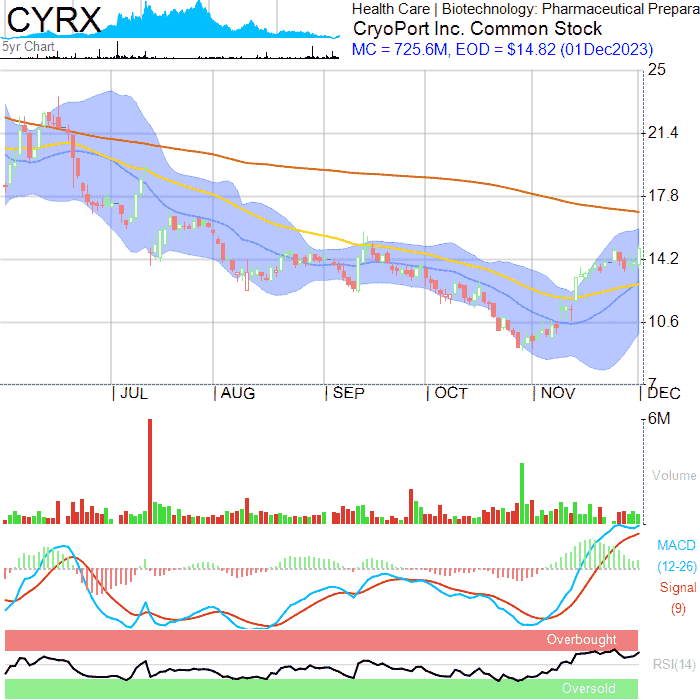 CYRX
5yr Chart
Health Care | Biotechnology: Pharmaceutical Prepara
CryoPort Inc. Common Stock
MC = 725.6M, EOD = $14.82 (01Dec2023)
25
21.4
17.8
14.2
10.6
7
JUL AUG SEP OCT NOV DEC
6M
Volume
MACD
(12-26)
Signal
(9)
Overbought
RSI(14)
Oversold